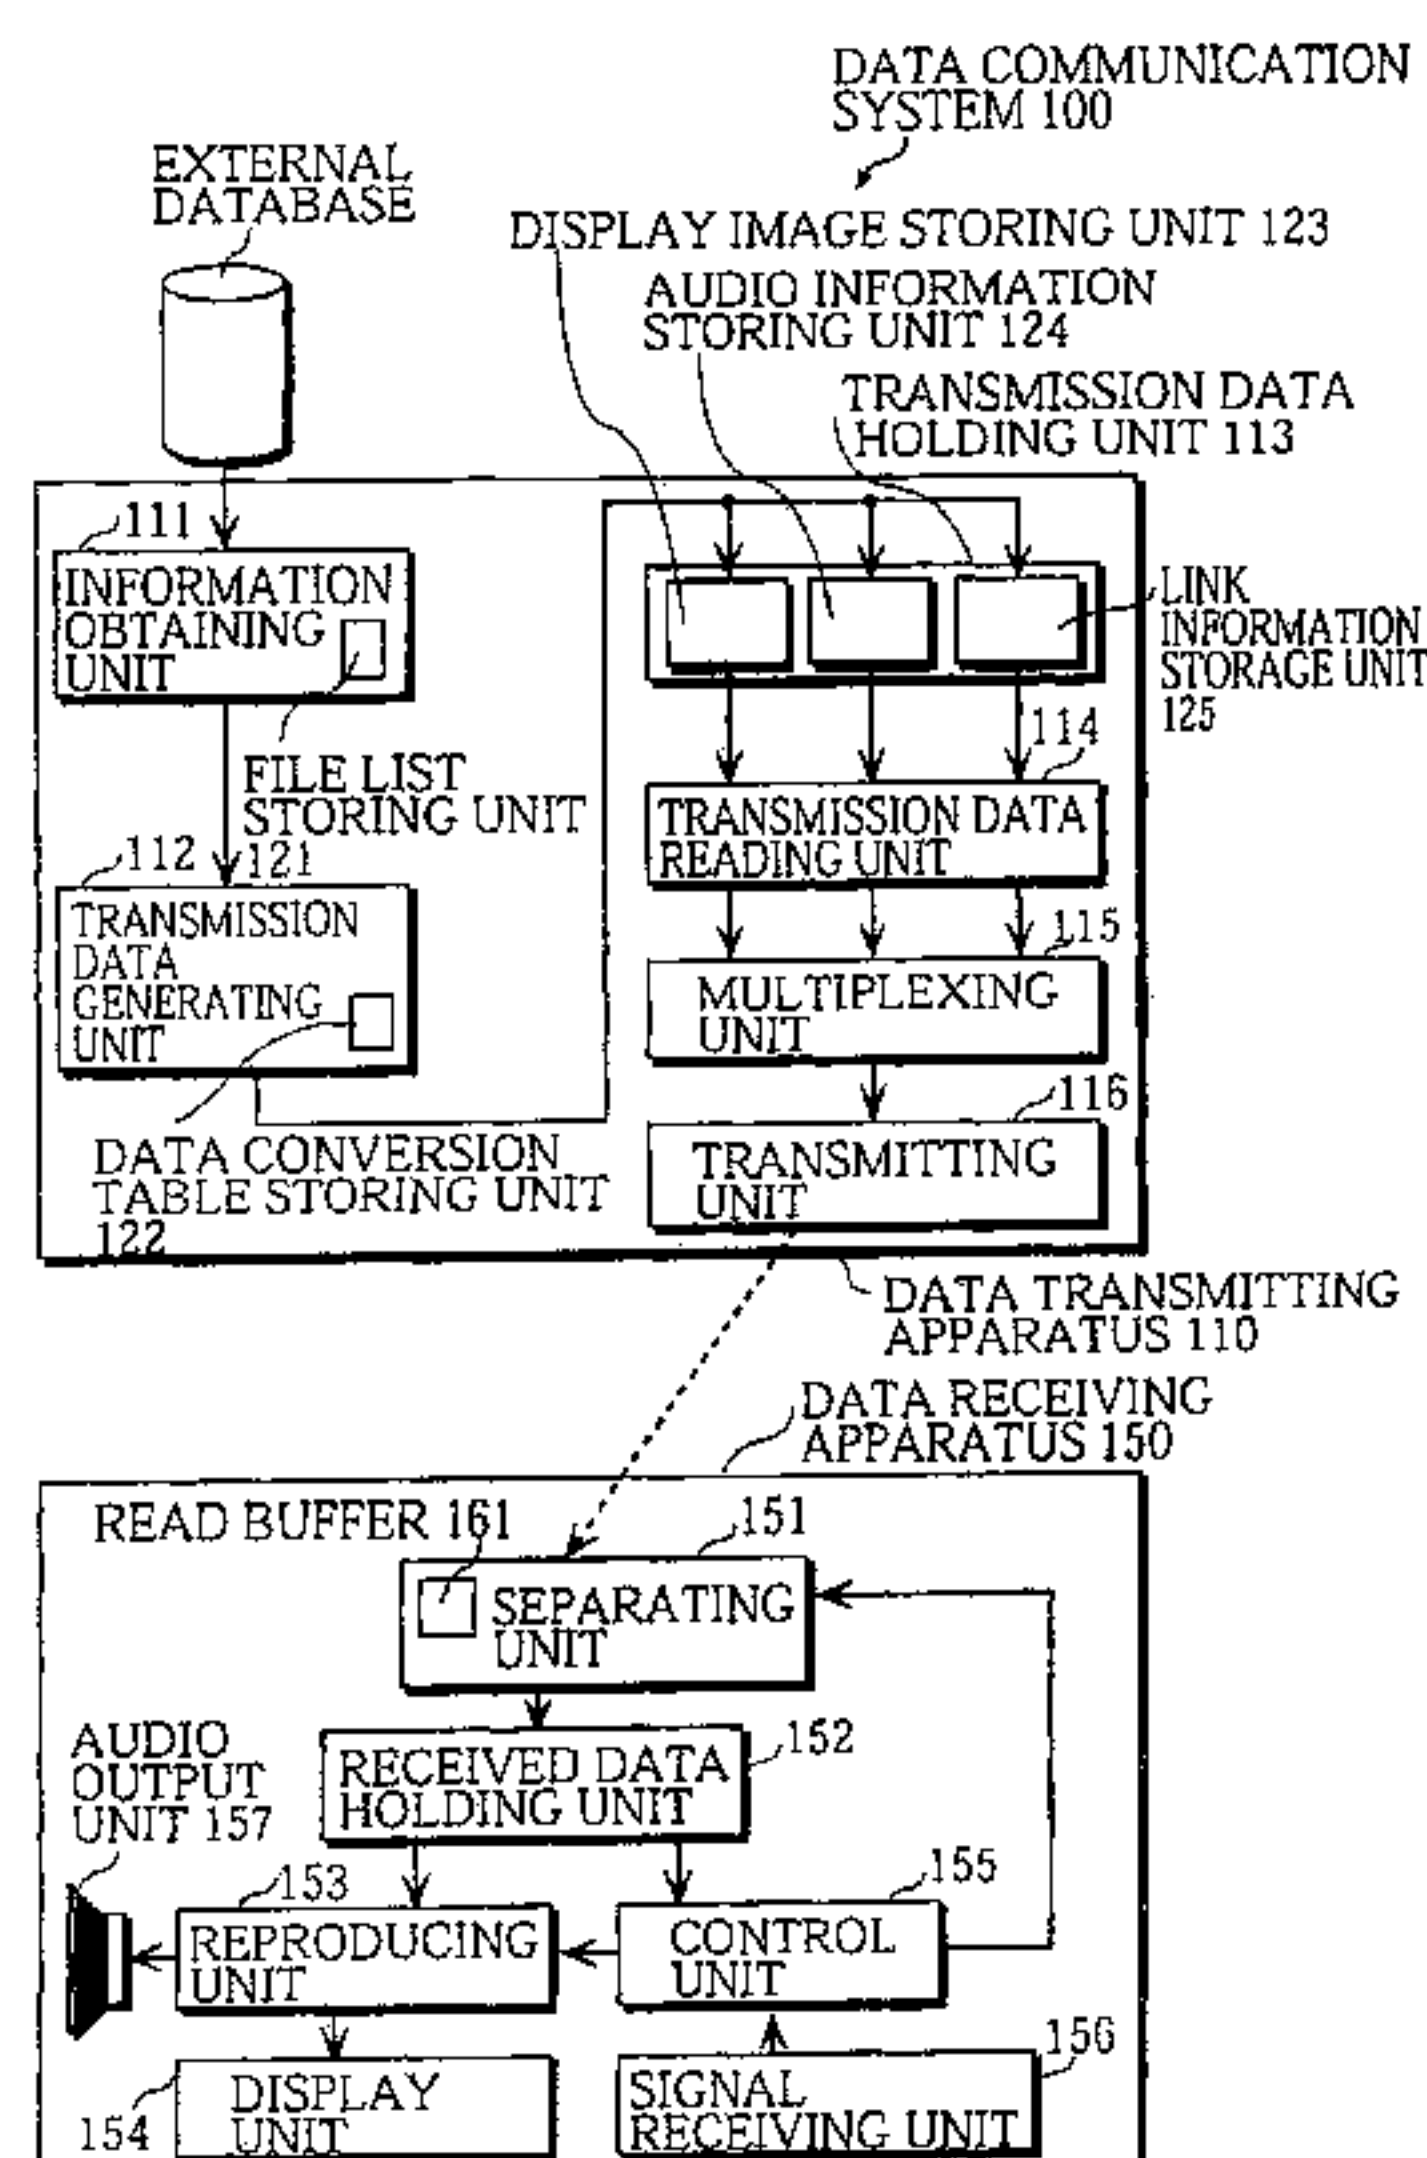 DATA COMMUNICATION
SYSTEM 100
EXTERNAL
DATABASE
DISPLAY IMAGE STORING UNIT 123
AUDIO INFORMATION
STORING UNIT 124
TRANSMISSION DATA
HOLDING UNIT 113
111
INFORMATION
OBTAINING
UNIT
LINK
INFORMATION
STORAGE UNIT
125
FILE LIST
STORING UNIT
121
114
TRANSMISSION DATA
READING UNIT
112
TRANSMISSION
DATA
GENERATING
UNIT
115
MULTIPLEXING
UNIT
DATA CONVERSION
TABLE STORING UNIT
122
116
TRANSMITTING
UNIT
DATA TRANSMITTING
APPARATUS 110
DATA RECEIVING
APPARATUS 150
READ BUFFER 161
151
SEPARATING
UNIT
AUDIO
OUTPUT
UNIT 157
152
RECEIVED DATA
HOLDING UNIT
153
REPRODUCING
UNIT
155
CONTROL
UNIT
154
DISPLAY
UNIT
156
SIGNAL
RECEIVING UNIT